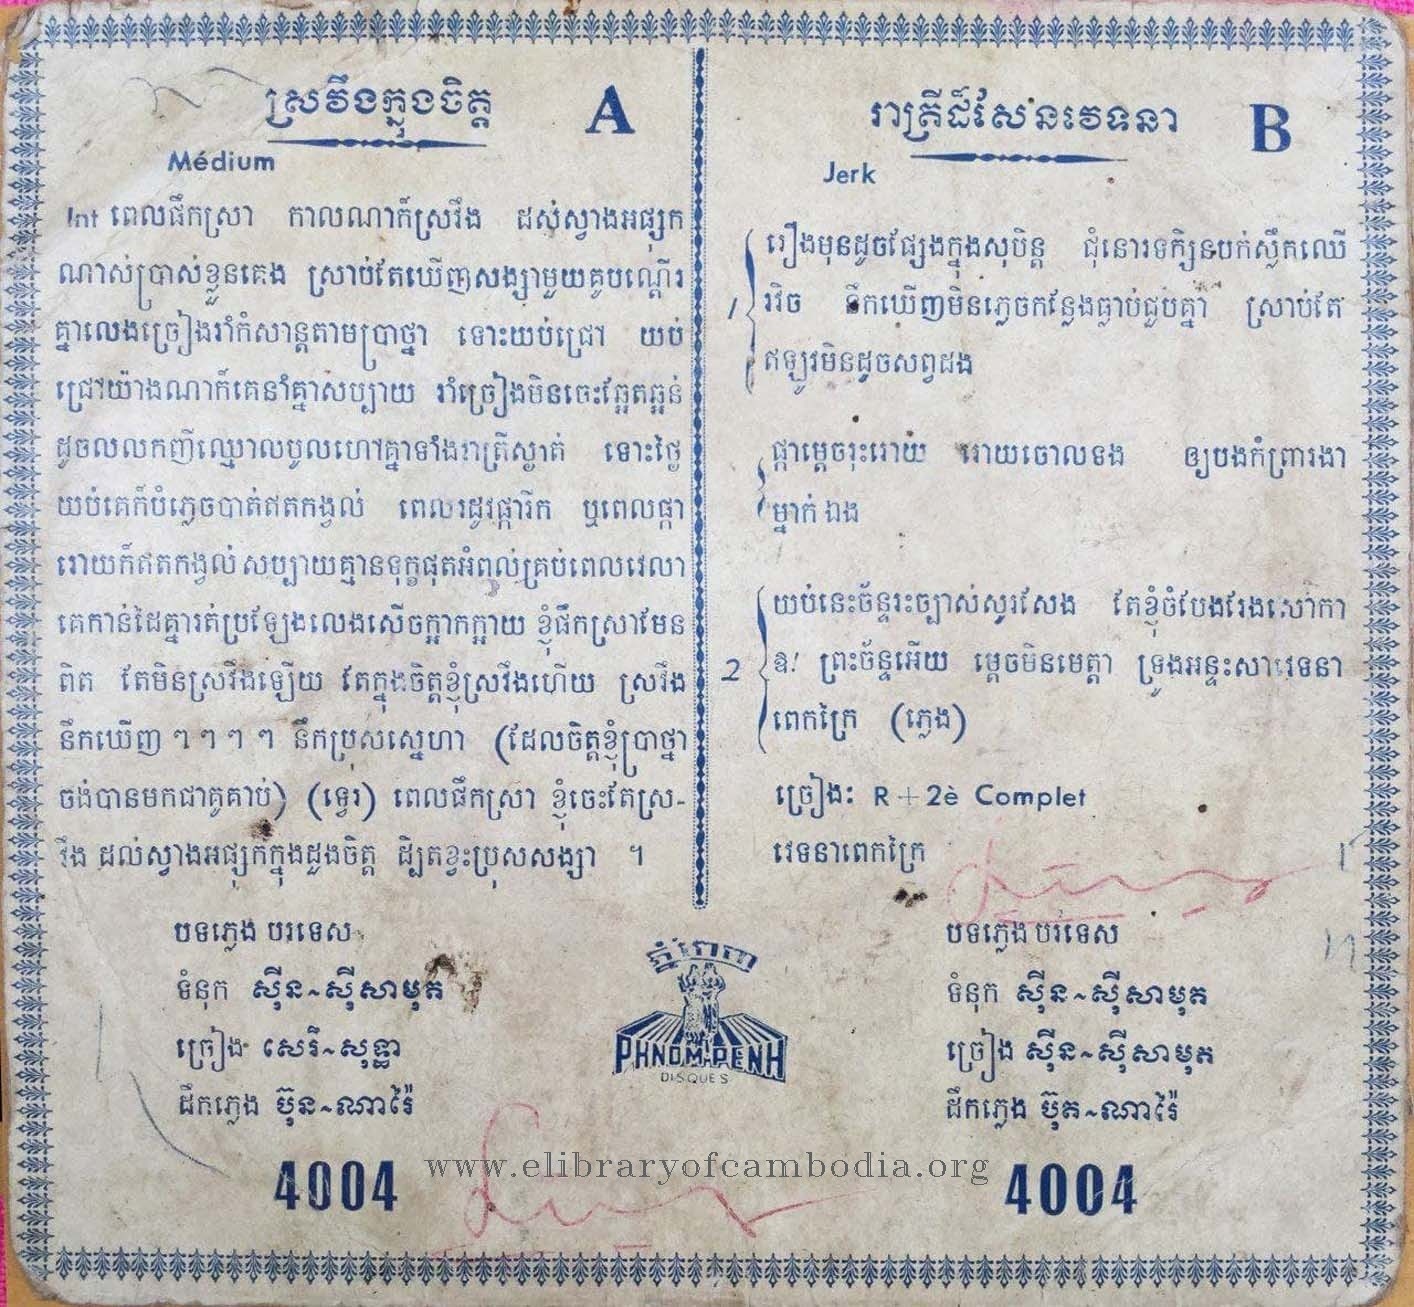 ស្រវឹងក្នុងចិត្ត A
Médium
Int ពេលផឹកស្រា កាលណាក៏ស្រវឹង ដស់ស្វាងអផ្សុក
ណាស់ប្រាស់ខ្លួនគេង ស្រាប់តែឃើញសង្សាមួយគូបណ្តើរ
គ្នាលេងច្រៀងរាំកំសាន្តតាមប្រាថ្នា ទោះយប់ជ្រៅ យប់
ជ្រៅយ៉ាងណាក៏គេនាំគ្នាសប្បាយ រាំច្រៀងមិនចេះឆ្អែតឆ្អន់
ដូចលលកញីឈ្មោលបូលហៅគ្នាទាំងរាត្រីស្ងាត់ ទោះថ្ងៃ
យប់គេក៏បំភ្លេចបាត់ឥតកង្វល់ ពេលរដូវផ្ការីក ឬពេលផ្កា
រោយក៏ឥតកង្វល់សប្បាយគ្មានទុក្ខផុតអំពល់គ្រប់ពេលវេលា
គេកាន់ដៃគ្នារត់ប្រឡែងលេងសើចក្អាកក្អាយ ខ្ញុំផឹកស្រាមែន
ពិត តែមិនស្រវឹងឡើយ តែក្នុងចិត្តខ្ញុំស្រវឹងហើយ ស្រវឹង
នឹកឃើញ ៗ ៗ ៗ ៗ នឹកប្រុសស្នេហា (ដែលចិត្តខ្ញុំប្រាថ្នា
ចង់បានមកជាគូគាប់) (ទ្វេរ) ពេលផឹកស្រា ខ្ញុំចេះតែស្រ-
វឹង ដល់ស្វាងអផ្សុកក្នុងដួងចិត្ត ដ្បិតខ្វះប្រុសសង្សា ។
បទភ្លេង បរទេស
ទំនុក ស៊ីន~ស៊ីសាមុត
ច្រៀង សេរី~សុទ្ធា
ដឹកភ្លេង ប៊ុន~ណារ៉ៃ
4004
រាត្រីដ៏សែនវេទនា B
Jerk
1 រឿងមុនដូចផ្សែងក្នុងសុបិន្ត ជុំនោរទក្សិនបក់ស្លឹកឈើ
រវិច នឹកឃើញមិនភ្លេចកន្លែងធ្លាប់ជួបគ្នា ស្រាប់តែ
ឥឡូវមិនដូចសព្វដង
ផ្កាម្តេចរុះរោយ រោយចោលទង ឲ្យបងកំព្រារងា
ម្នាក់ឯង
2 យប់នេះច័ន្ទរះច្បាស់សូរសែង តែខ្ញុំចំបែងរែងសោកា
ឱ! ព្រះច័ន្ទអើយ ម្តេចមិនមេត្តា ទ្រូងអន្ទះសាវេទនា
ពេកក្រៃ (ភ្លេង)
ច្រៀង: R + 2è Complet
វេទនាពេកក្រៃ
បទភ្លេង បរទេស
ទំនុក ស៊ីន~ស៊ីសាមុត
ច្រៀង ស៊ីន~ស៊ីសាមុត
ដឹកភ្លេង ប៊ុត~ណារ៉ៃ
4004
ភ្នំពេញ
PHNOM-PENH
DISQUES
www.elibraryofcambodia.org